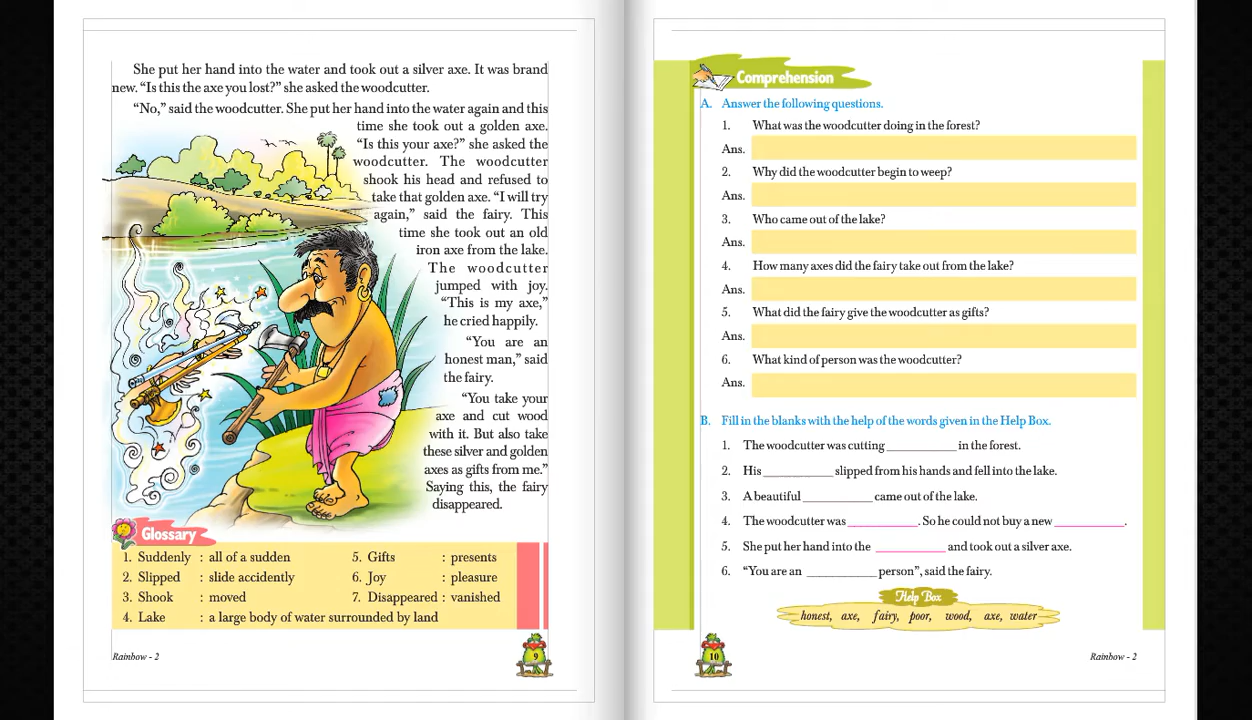 She put her hand into the water and took out a silver axe. It was brand
new. “Is this the axe you lost?” she asked the woodcutter.
“No,” said the woodcutter. She put her hand into the water again and this
time she took out a golden axe.
“Is this your axe?” she asked the
woodcutter. The woodcutter
shook his head and refused to
take that golden axe. “I will try
again,” said the fairy. This
time she took out an old
iron axe from the lake.
The woodcutter
jumped with joy.
“This is my axe,”
he cried happily.
“You are an
honest man,” said
the fairy.
“You take your
axe and cut wood
with it. But also take
these silver and golden
axes as gifts from me.”
Saying this, the fairy
disappeared.
Glossary
1. Suddenly : all of a sudden
2. Slipped : slide accidently
3. Shook : moved
4. Lake : a large body of water surrounded by land
5. Gifts : presents
6. Joy : pleasure
7. Disappeared : vanished
Rainbow - 2
9
Comprehension
A. Answer the following questions.
1. What was the woodcutter doing in the forest?
Ans.
2. Why did the woodcutter begin to weep?
Ans.
3. Who came out of the lake?
Ans.
4. How many axes did the fairy take out from the lake?
Ans.
5. What did the fairy give the woodcutter as gifts?
Ans.
6. What kind of person was the woodcutter?
Ans.
B. Fill in the blanks with the help of the words given in the Help Box.
1. The woodcutter was cutting ____________ in the forest.
2. His ____________ slipped from his hands and fell into the lake.
3. A beautiful ____________ came out of the lake.
4. The woodcutter was ____________. So he could not buy a new ____________.
5. She put her hand into the ____________ and took out a silver axe.
6. “You are an ____________ person”, said the fairy.
Help Box
honest, axe, fairy, poor, wood, axe, water
10
Rainbow - 2